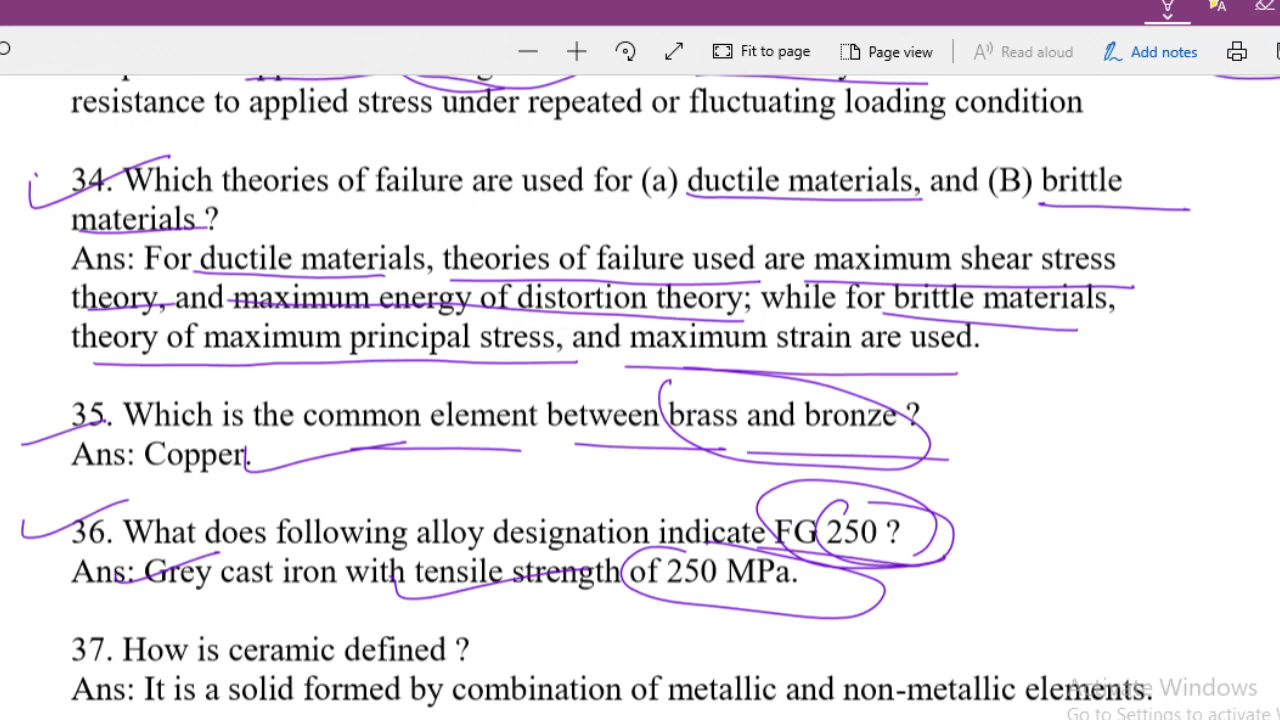 Fit to page
Page view
Read aloud
Add notes
resistance to applied stress under repeated or fluctuating loading condition
34. Which theories of failure are used for (a) ductile materials, and (B) brittle
materials ?
Ans: For ductile materials, theories of failure used are maximum shear stress
theory, and maximum energy of distortion theory; while for brittle materials,
theory of maximum principal stress, and maximum strain are used.
35. Which is the common element between brass and bronze ?
Ans: Copper.
36. What does following alloy designation indicate FG 250 ?
Ans: Grey cast iron with tensile strength of 250 MPa.
37. How is ceramic defined ?
Ans: It is a solid formed by combination of metallic and non-metallic elements.
Activate Windows
Go to Settings to activate